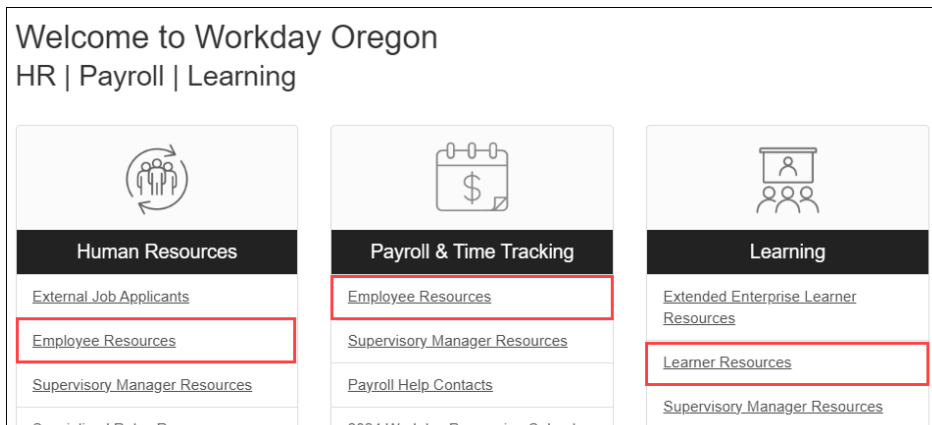 Welcome to Workday Oregon
HR | Payroll | Learning
$
Human Resources
External Job Applicants
Employee Resources
Supervisory Manager Resources
Payroll & Time Tracking
Employee Resources
Supervisory Manager Resources
Payroll Help Contacts
Learning
Extended Enterprise Learner
Resources
Learner Resources
Supervisory Manager Resources